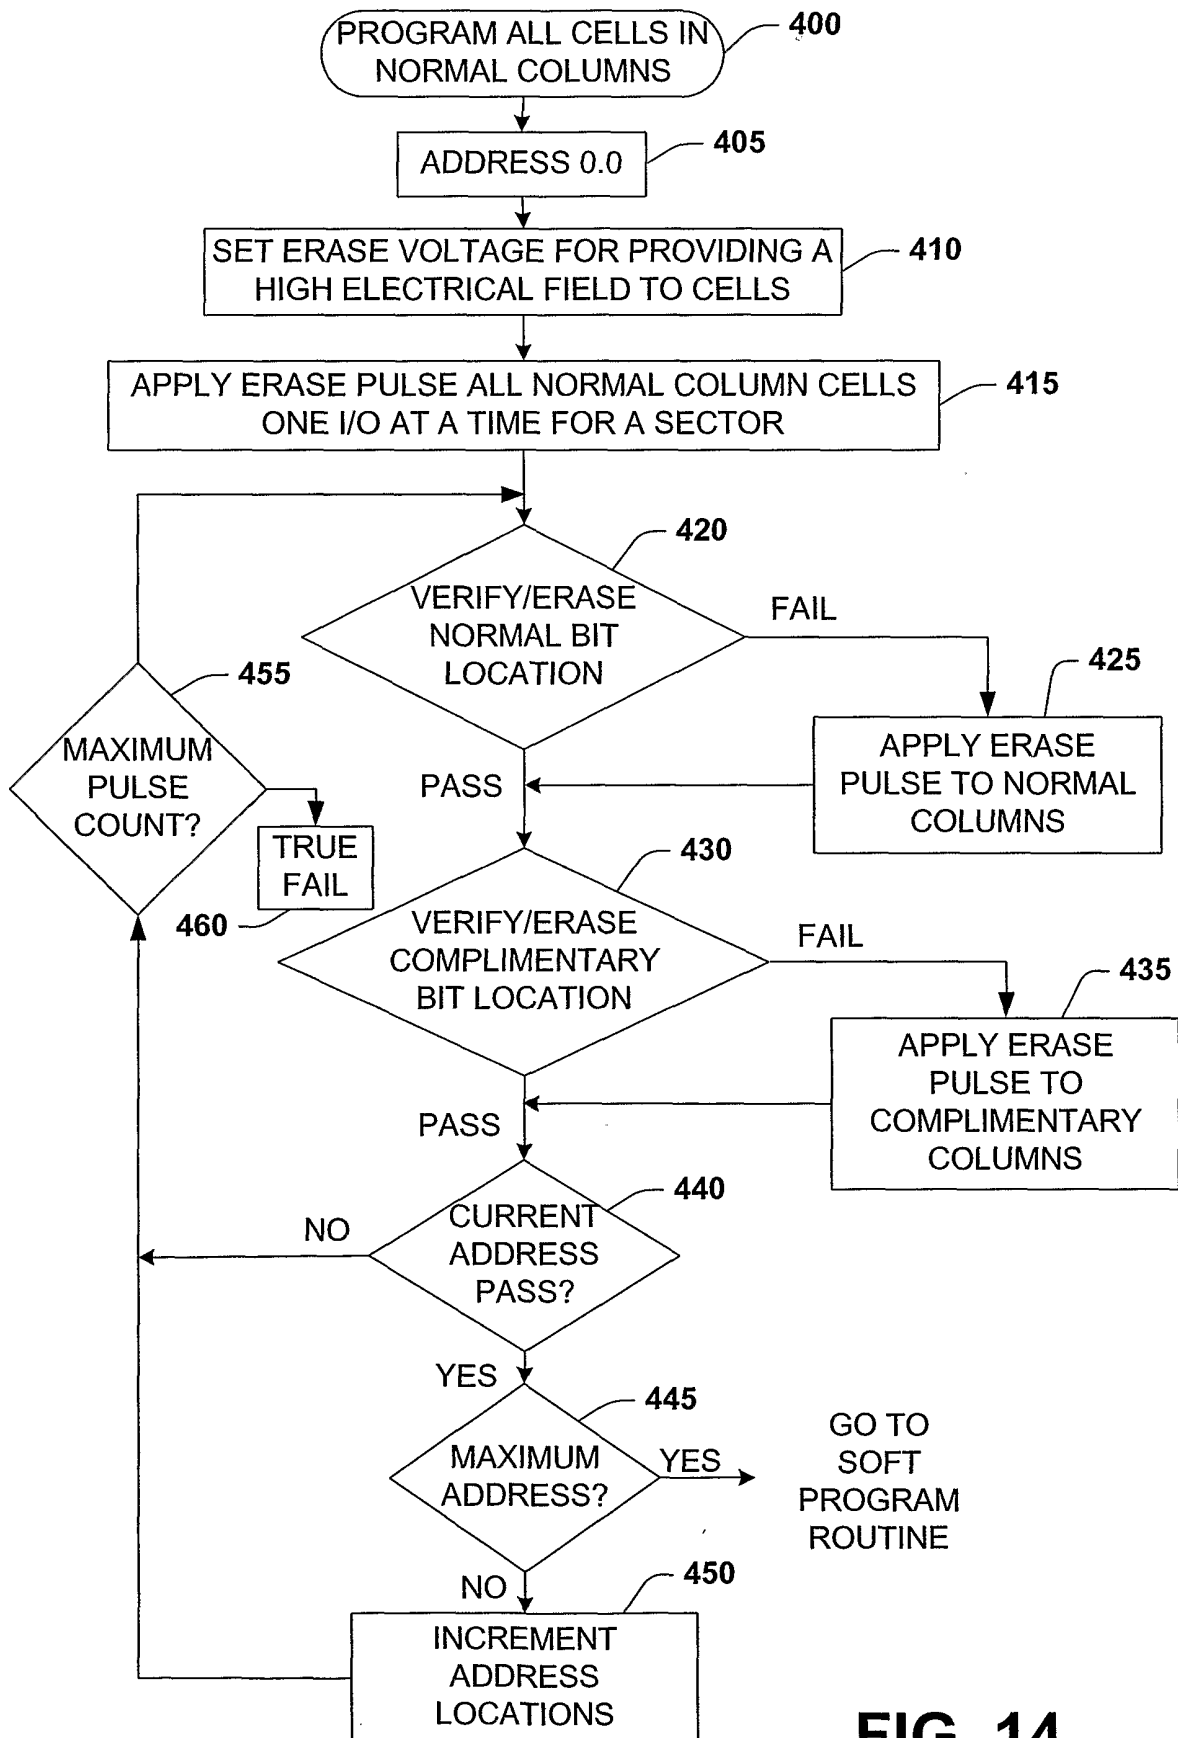 PROGRAM ALL CELLS IN
NORMAL COLUMNS
400
ADDRESS 0.0
405
SET ERASE VOLTAGE FOR PROVIDING A
HIGH ELECTRICAL FIELD TO CELLS
410
APPLY ERASE PULSE ALL NORMAL COLUMN CELLS
ONE I/O AT A TIME FOR A SECTOR
415
VERIFY/ERASE
NORMAL BIT
LOCATION
420
FAIL
APPLY ERASE
PULSE TO NORMAL
COLUMNS
425
PASS
MAXIMUM
PULSE
COUNT?
455
TRUE
FAIL
460
VERIFY/ERASE
COMPLIMENTARY
BIT LOCATION
430
FAIL
APPLY ERASE
PULSE TO
COMPLIMENTARY
COLUMNS
435
PASS
CURRENT
ADDRESS
PASS?
440
NO
YES
MAXIMUM
ADDRESS?
445
YES
GO TO
SOFT
PROGRAM
ROUTINE
NO
INCREMENT
ADDRESS
LOCATIONS
450
FIG. 14